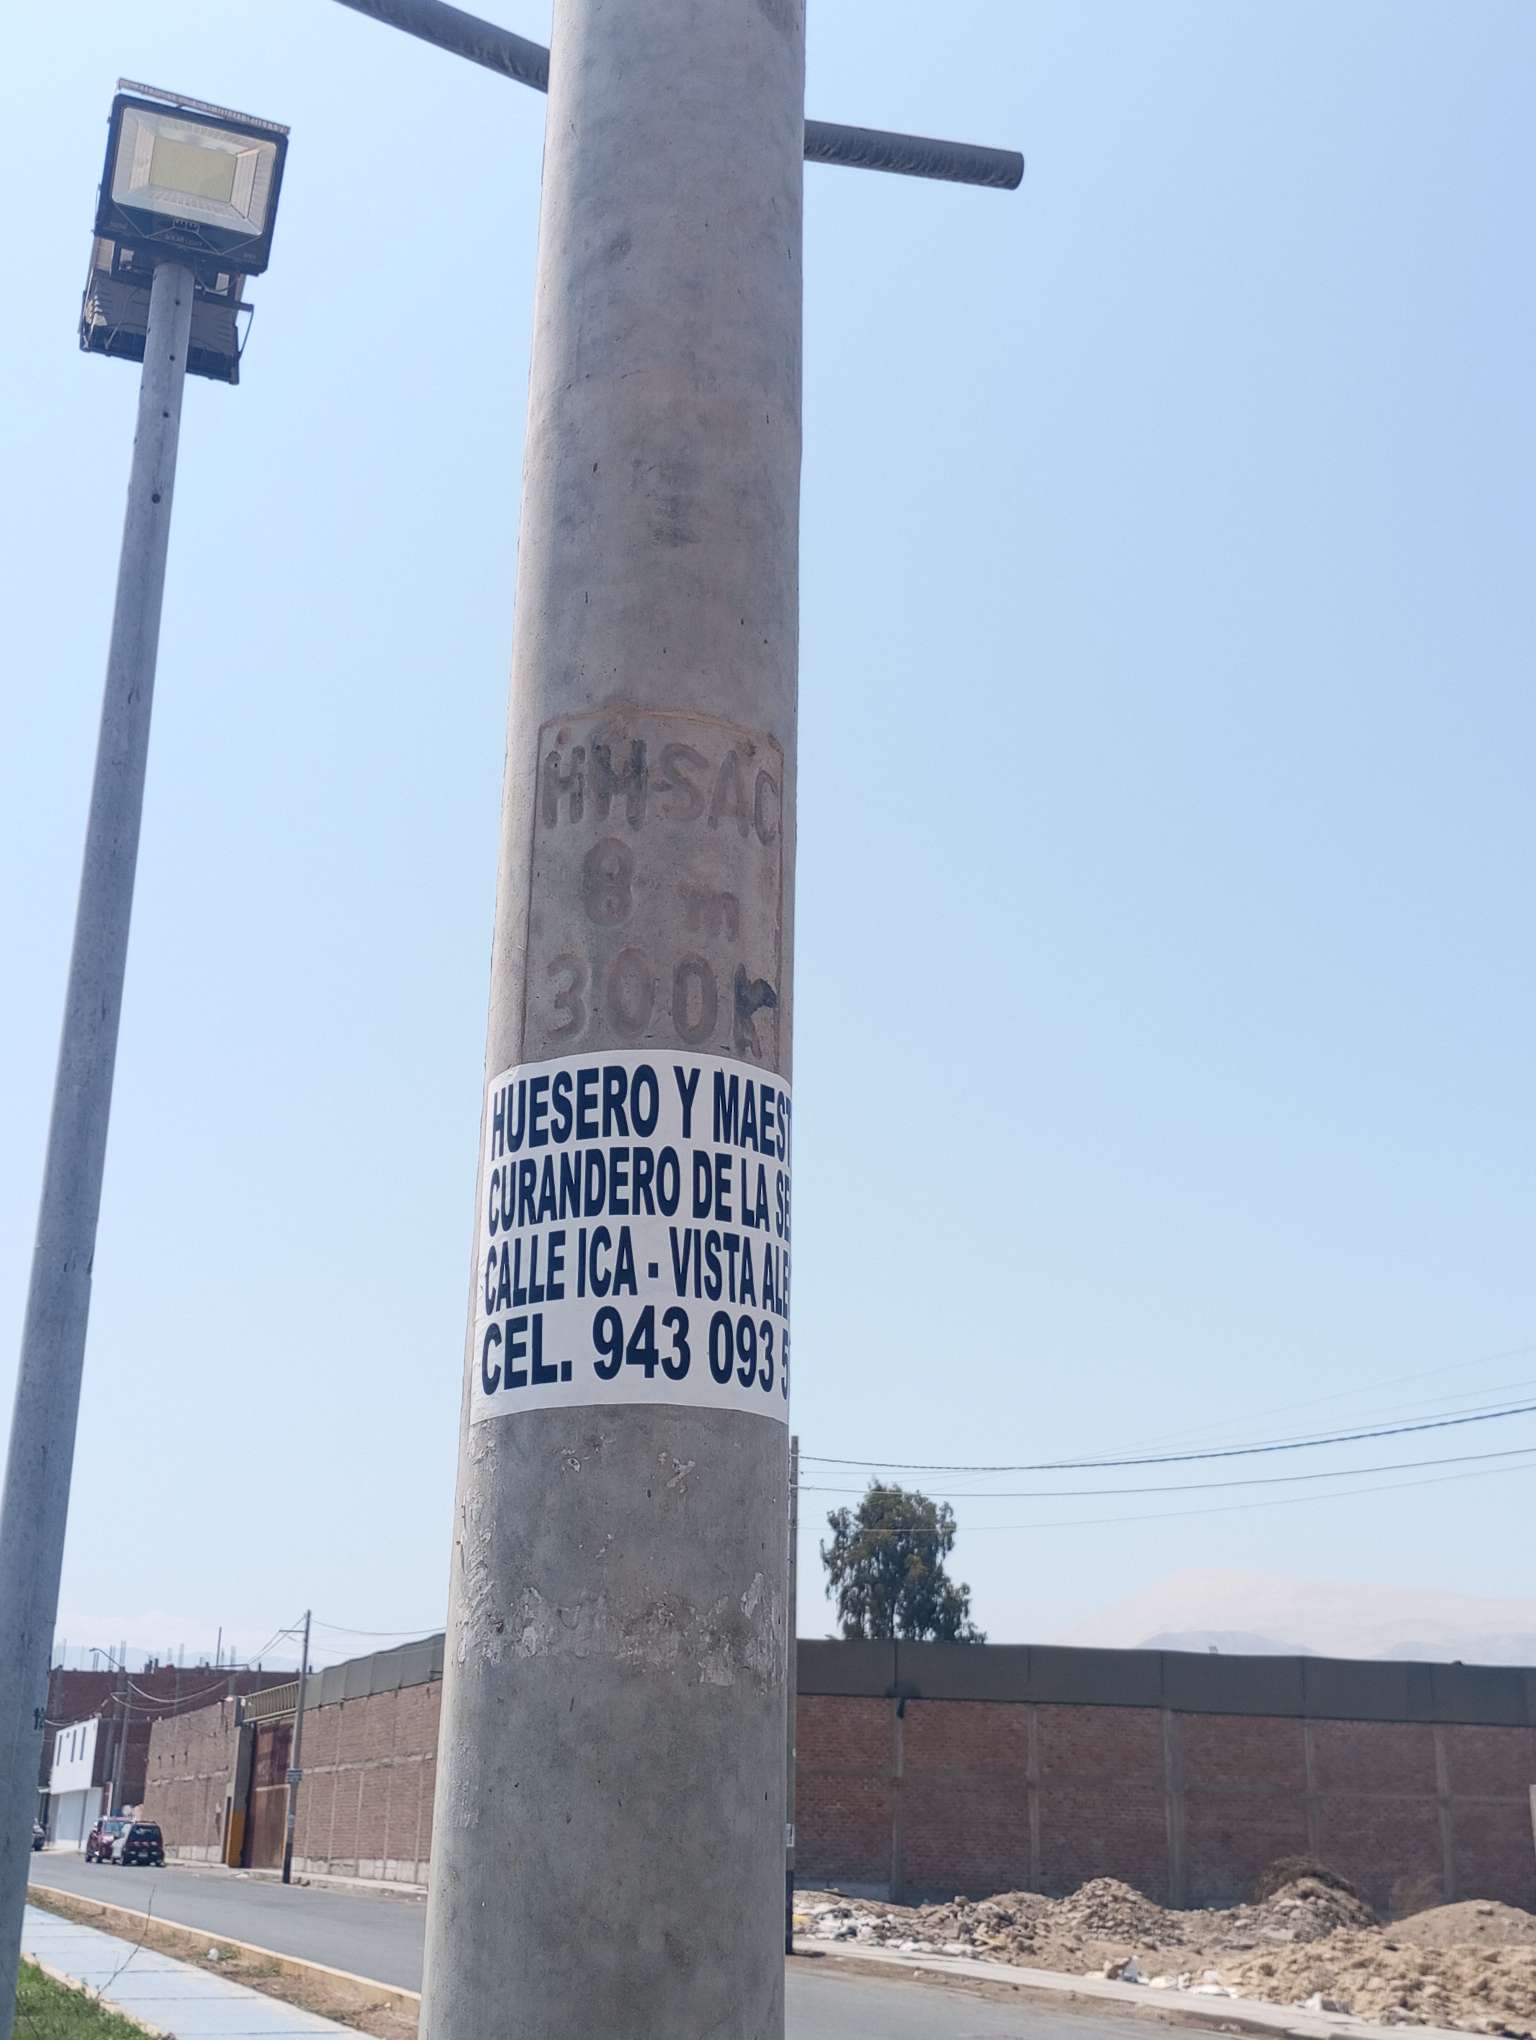 HHSAC
8 m
300K
HUESERO Y MAEST
CURANDERO DE LA SE
CALLE ICA - VISTA ALE
CEL. 943 093 5